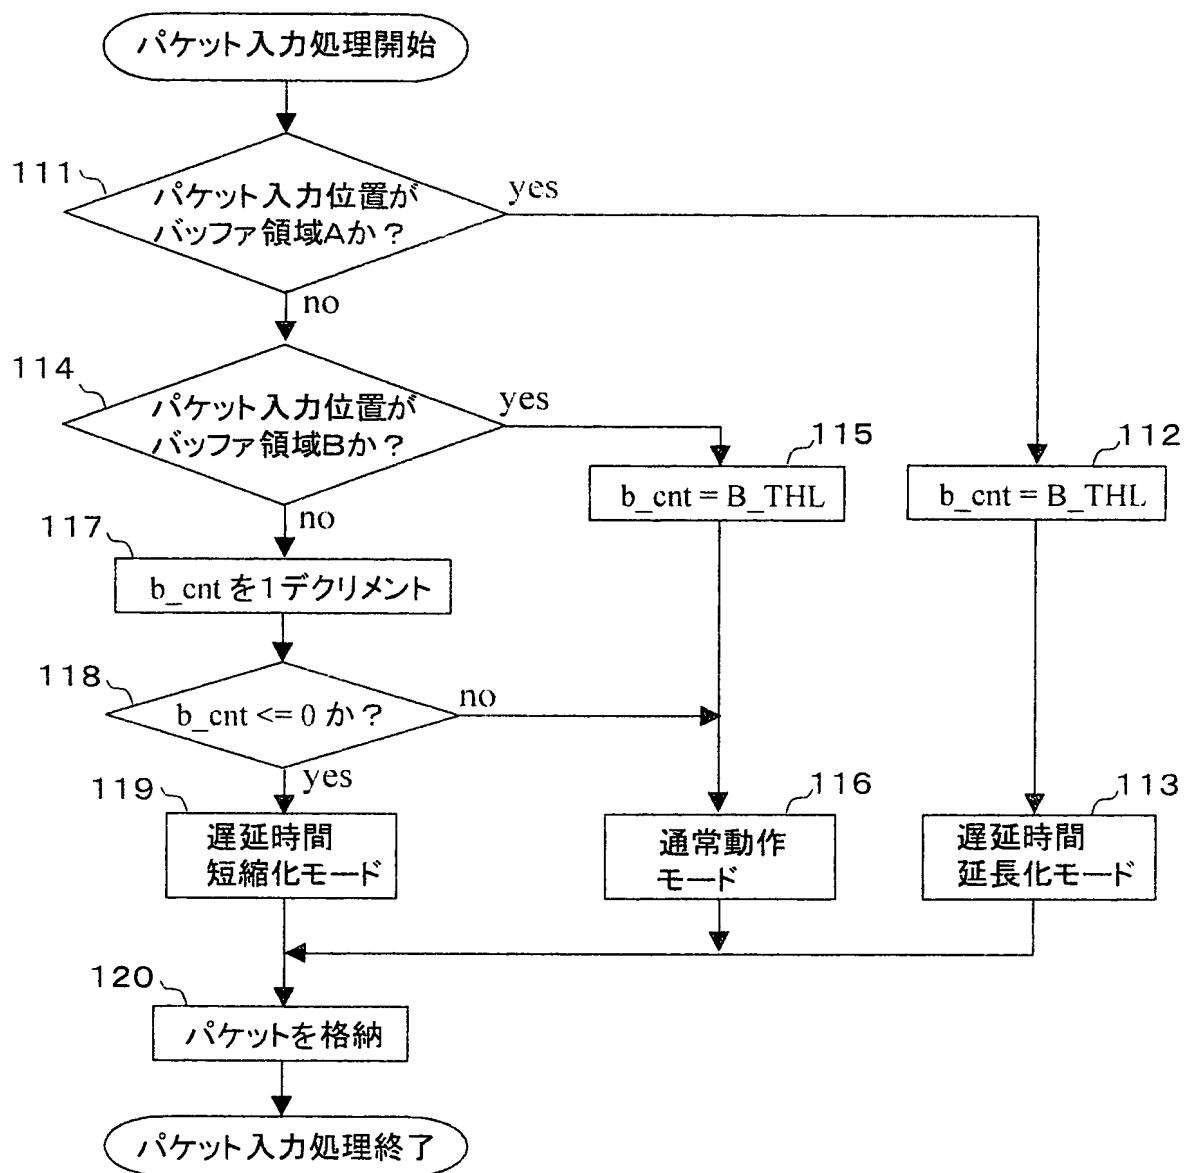 パケット入力処理開始
111
パケット入力位置が
バッファ領域Aか？
yes
no
114
パケット入力位置が
バッファ領域Bか？
yes
no
115
b_cnt = B_THL
112
b_cnt = B_THL
117
b_cnt を1デクリメント
118
b_cnt <= 0 か？
no
yes
119
遅延時間
短縮化モード
116
通常動作
モード
113
遅延時間
延長化モード
120
パケットを格納
パケット入力処理終了